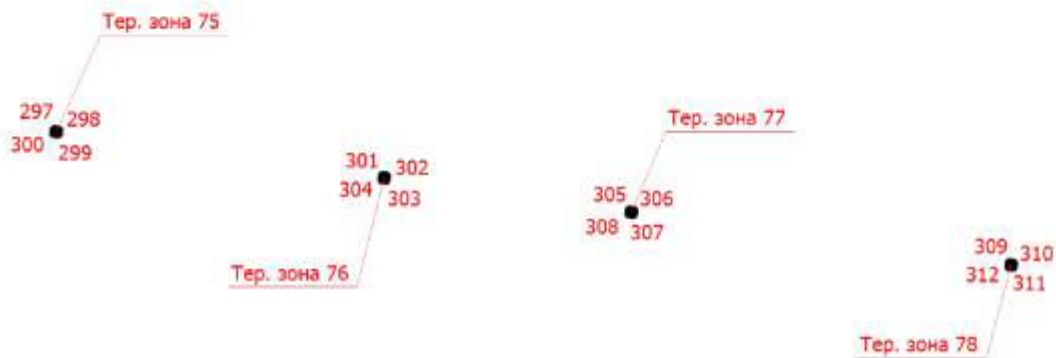 Тер. зона 75
297 298
300 299
Тер. зона 77
301 302
304 303
305 306
308 307
Тер. зона 76
309 310
312 311
Тер. зона 78